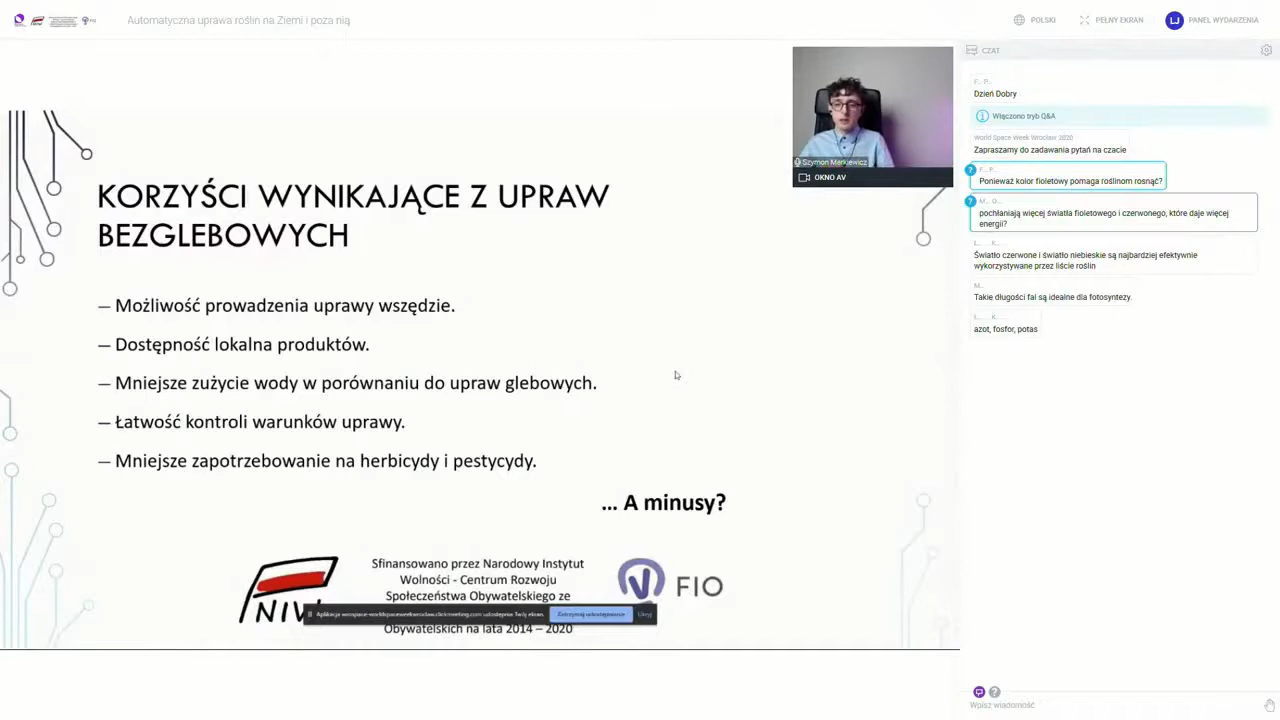 Automatyczna uprawa roślin na Ziemi i poza nią
POLSKI
PEŁNY EKRAN
PANEL WYDARZENIA
Szymon Markiewicz
OKNO AV
KORZYŚCI WYNIKAJĄCE Z UPRAW
BEZGLEBOWYCH
— Możliwość prowadzenia uprawy wszędzie.
— Dostępność lokalna produktów.
— Mniejsze zużycie wody w porównaniu do upraw glebowych.
— Łatwość kontroli warunków uprawy.
— Mniejsze zapotrzebowanie na herbicydy i pestycydy.
... A minusy?
NIW
Sfinansowano przez Narodowy Instytut
Wolności - Centrum Rozwoju
Społeczeństwa Obywatelskiego ze
Obywatelskich na lata 2014 – 2020
FIO
Zatrzymaj udostępnianie
Ukryj
CZAT
F... P...
Dzień Dobry
Włączono tryb Q&A
World Space Week Wrocław 2020
Zapraszamy do zadawania pytań na czacie
F... P...
Ponieważ kolor fioletowy pomaga roślinom rosnąć?
M... O...
pochłaniają więcej światła fioletowego i czerwonego, które daje więcej
energii?
Ł... K...
Światło czerwone i światło niebieskie są najbardziej efektywnie
wykorzystywane przez liście roślin
M...
Takie długości fal są idealne dla fotosyntezy.
Ł... K...
azot, fosfor, potas
Wpisz wiadomość